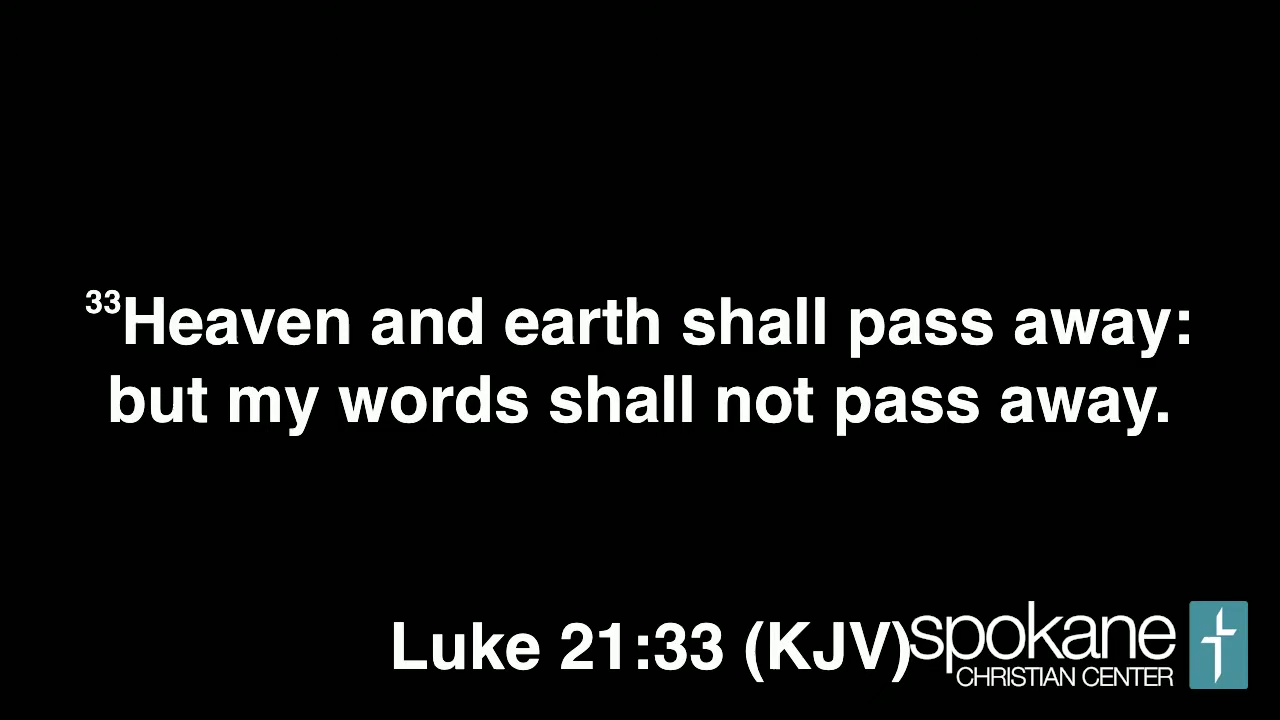 33Heaven and earth shall pass away:
but my words shall not pass away.
Luke 21:33 (KJV)
spokane
CHRISTIAN CENTER